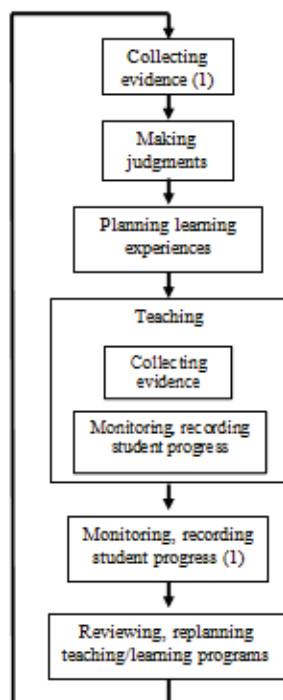 Collecting
evidence (1)
Making
judgments
Planning learning
experiences
Teaching
Collecting
evidence
Monitoring, recording
student progress
Monitoring, recording
student progress (1)
Reviewing, replanning
teaching/learning programs